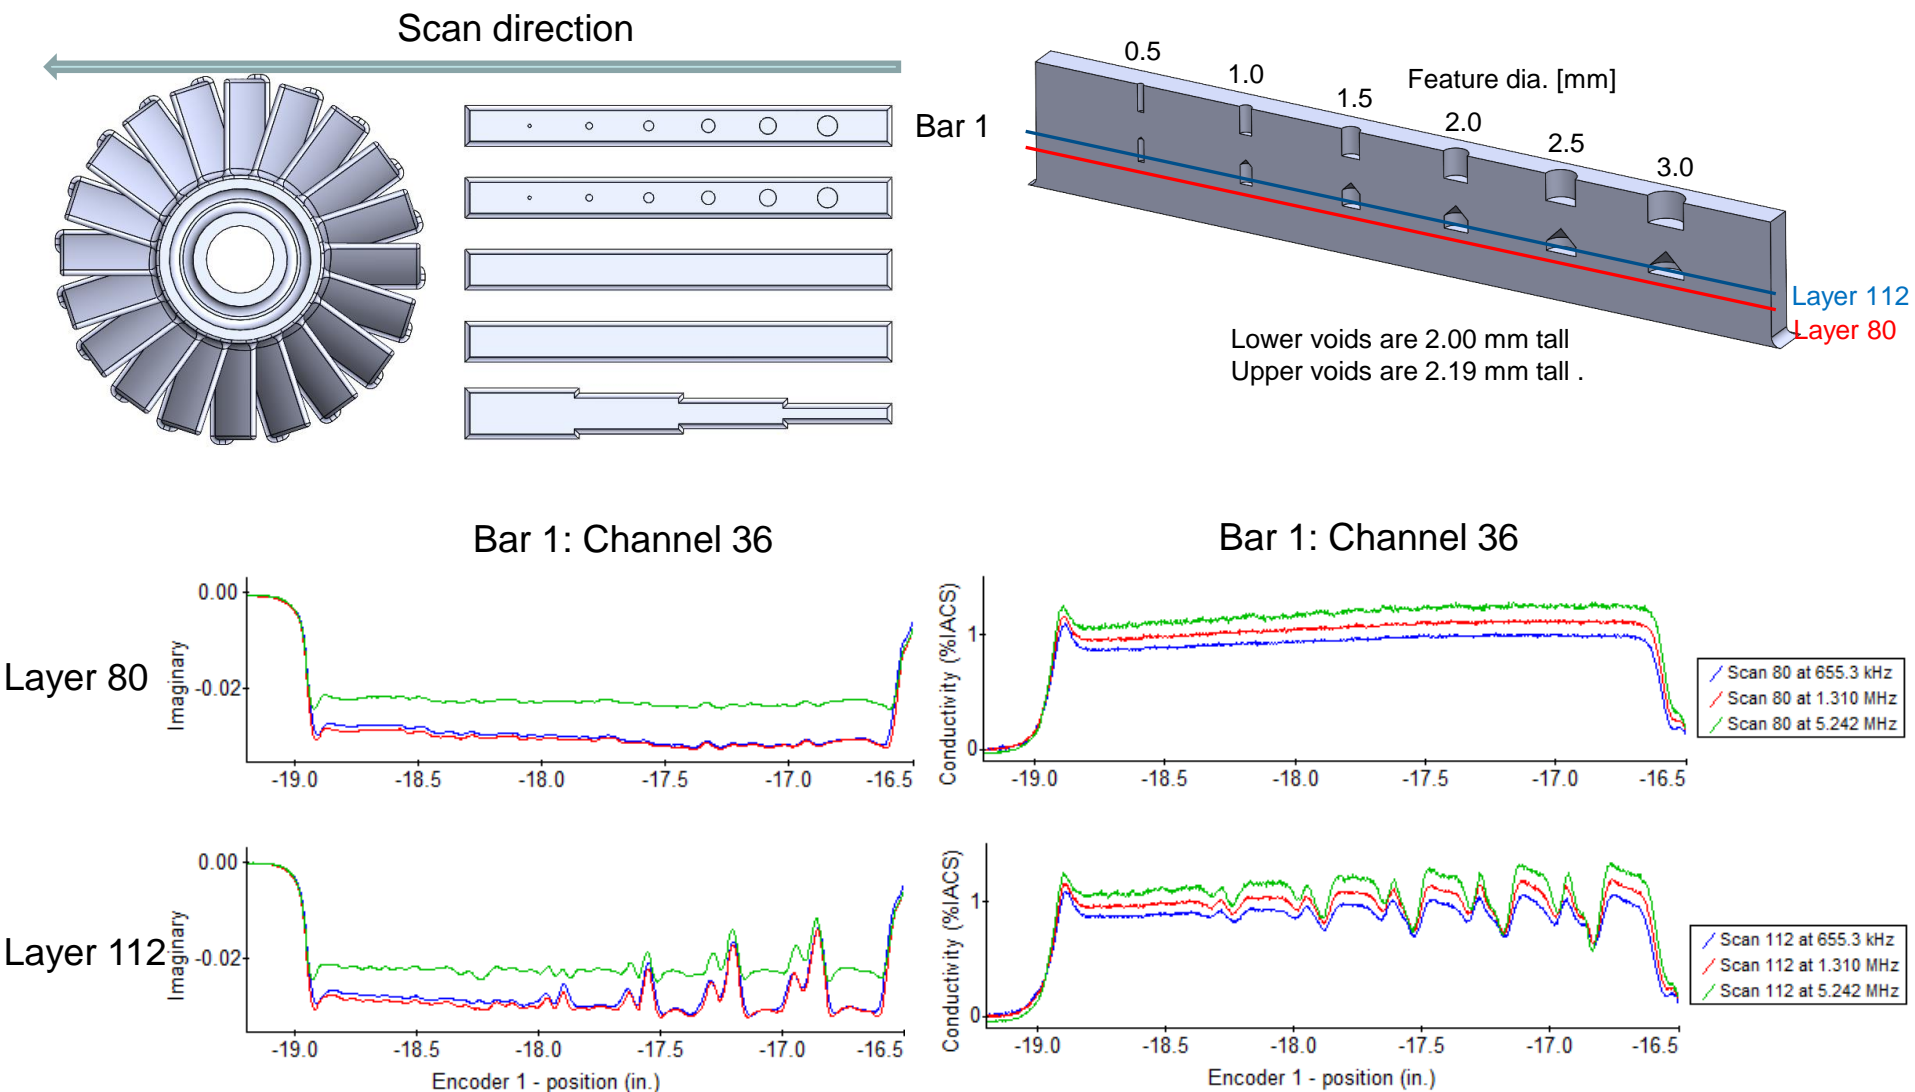 Scan direction
Bar 1
0.5
1.0
1.5
2.0
2.5
3.0
Feature dia. [mm]
Layer 112
Layer 80
Lower voids are 2.00 mm tall
Upper voids are 2.19 mm tall .
Bar 1: Channel 36
Bar 1: Channel 36
Layer 80
Imaginary
0.00
-0.02
-19.0 -18.5 -18.0 -17.5 -17.0 -16.5
Conductivity (%IACS)
1
0
-19.0 -18.5 -18.0 -17.5 -17.0 -16.5
Scan 80 at 655.3 kHz
Scan 80 at 1.310 MHz
Scan 80 at 5.242 MHz
Layer 112
Imaginary
0.00
-0.02
-19.0 -18.5 -18.0 -17.5 -17.0 -16.5
Encoder 1 - position (in.)
Conductivity (%IACS)
1
0
-19.0 -18.5 -18.0 -17.5 -17.0 -16.5
Encoder 1 - position (in.)
Scan 112 at 655.3 kHz
Scan 112 at 1.310 MHz
Scan 112 at 5.242 MHz